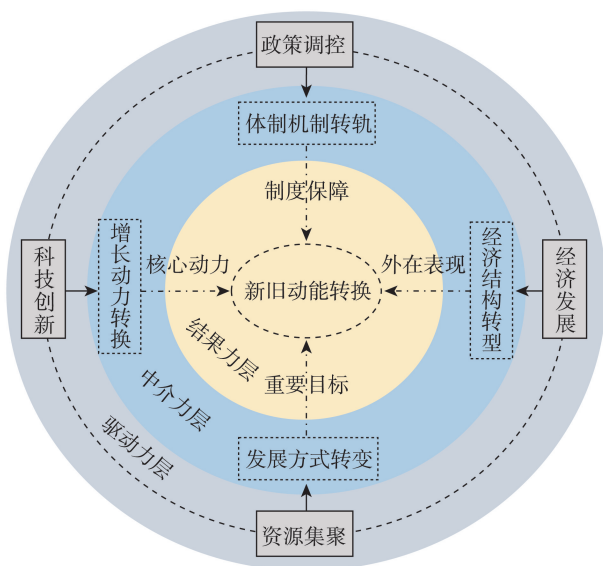 政策调控
体制机制转轨
制度保障
科技创新
增长动力转换
核心动力
新旧动能转换
外在表现
经济结构转型
经济发展
结果力层
重要目标
中介力层
驱动力层
发展方式转变
资源集聚